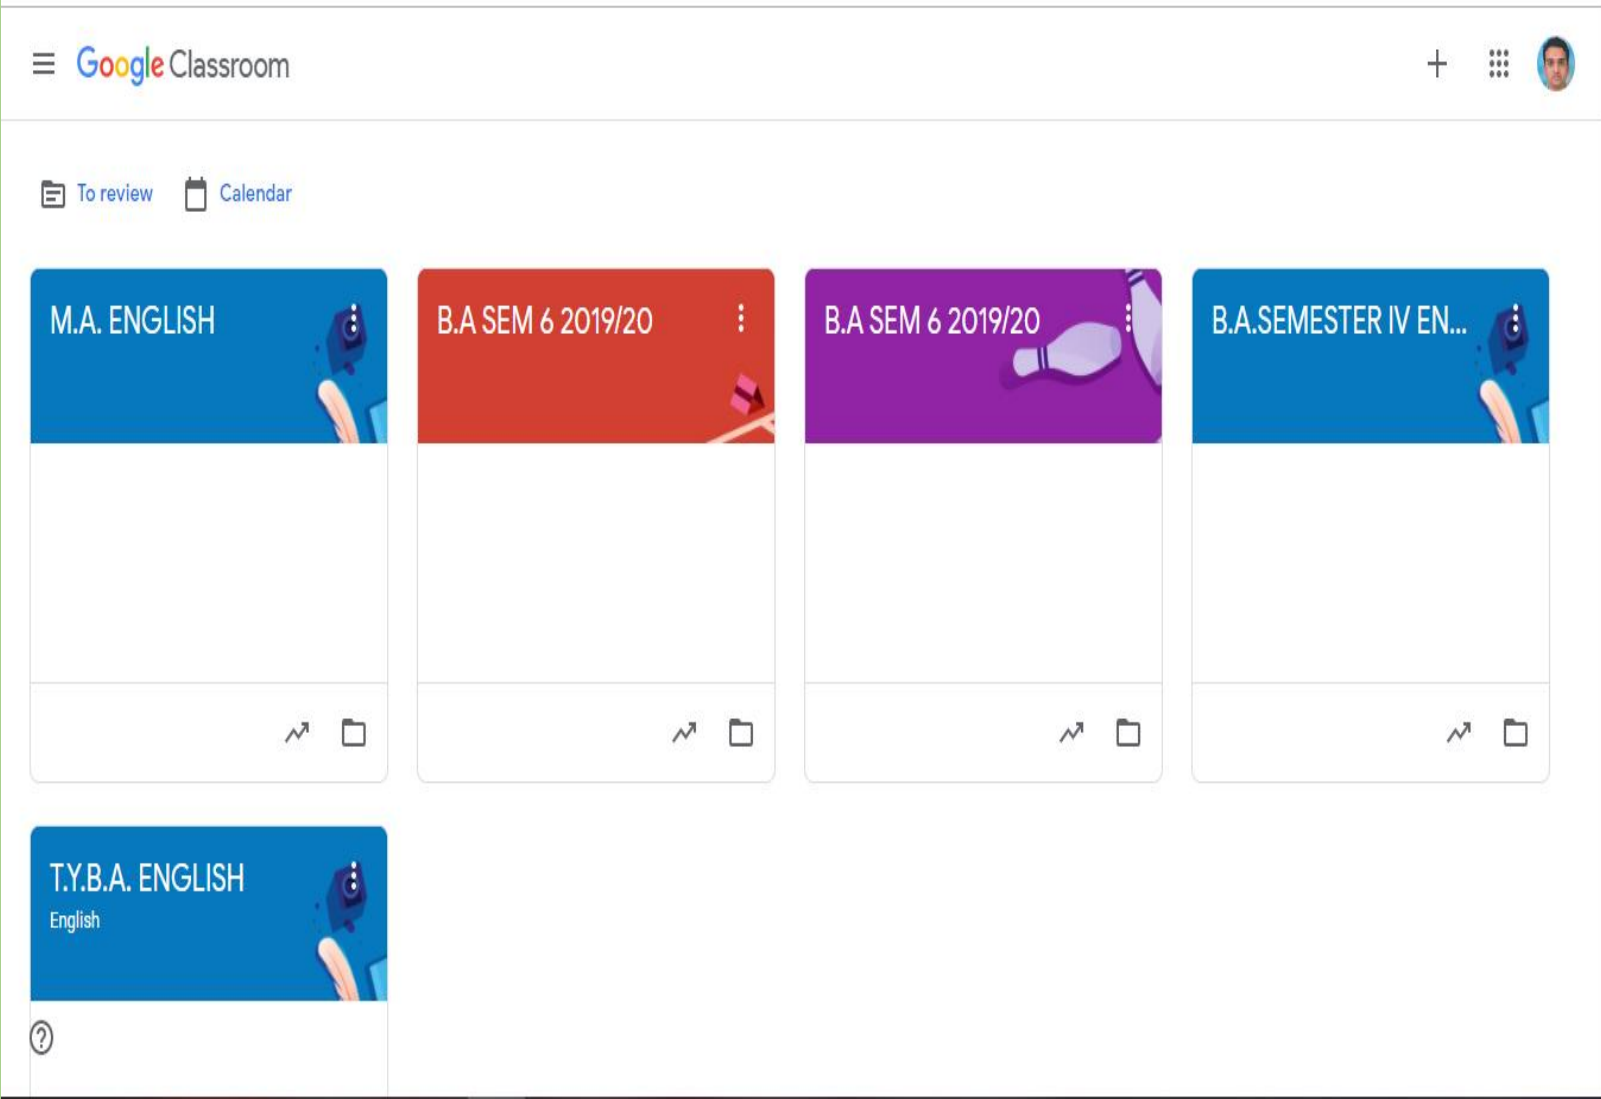 Google Classroom
To review Calendar
M.A. ENGLISH
B.A SEM 6 2019/20
B.A SEM 6 2019/20
B.A.SEMESTER IV EN...
T.Y.B.A. ENGLISH
English